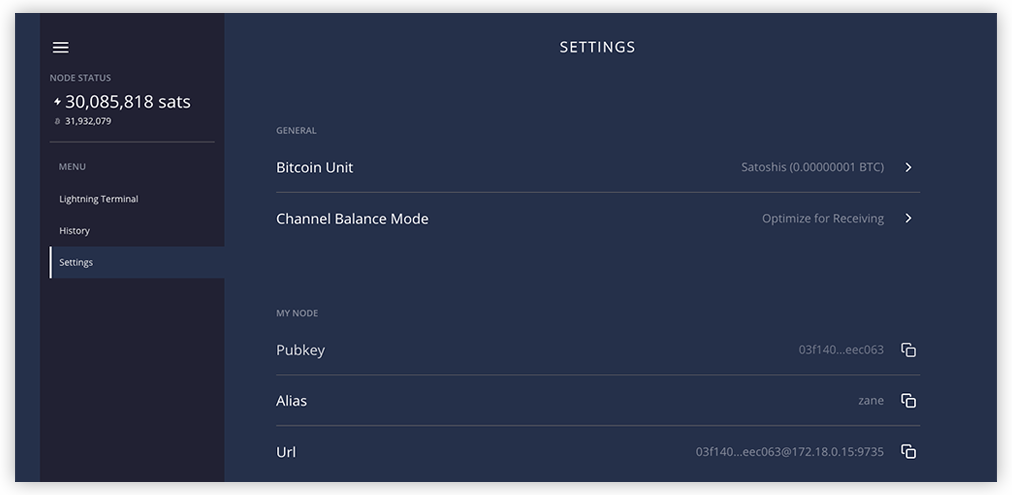 SETTINGS
NODE STATUS
30,085,818 sats
31,932,079
MENU
Lightning Terminal
History
Settings
GENERAL
Bitcoin Unit Satoshis (0.00000001 BTC)
Channel Balance Mode Optimize for Receiving
MY NODE
Pubkey 03f140...eec063
Alias zane
Url 03f140...eec063@172.18.0.15:9735